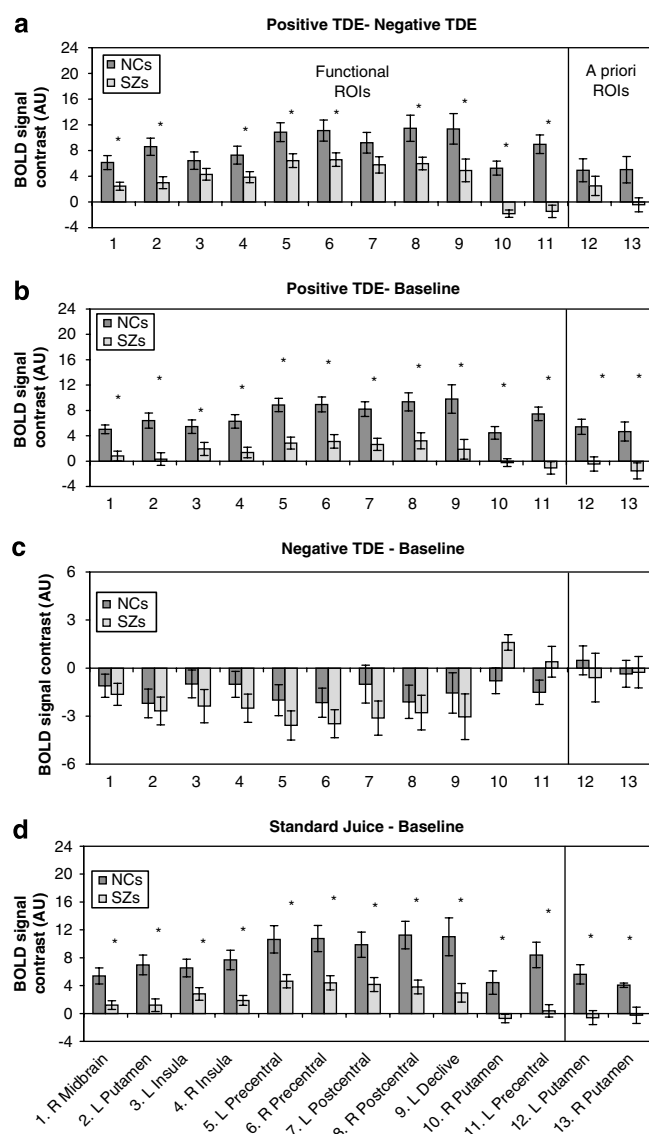 a
Positive TDE- Negative TDE
BOLD signal
contrast (AU)
24
20
16
12
8
4
0
-4
NCs
SZs
Functional
ROIs
A priori
ROIs
* * * * * * * * *
1 2 3 4 5 6 7 8 9 10 11 12 13
b
Positive TDE- Baseline
BOLD signal
contrast (AU)
24
20
16
12
8
4
0
-4
NCs
SZs
* * * * * * * * * * * * *
1 2 3 4 5 6 7 8 9 10 11 12 13
c
Negative TDE - Baseline
BOLD signal contrast (AU)
6
3
0
-3
-6
NCs
SZs
1 2 3 4 5 6 7 8 9 10 11 12 13
d
Standard Juice - Baseline
BOLD signal
contrast (AU)
24
20
16
12
8
4
0
-4
NCs
SZs
* * * * * * * * * * * * *
1. R Midbrain
2. L Putamen
3. L Insula
4. R Insula
5. L Precentral
6. R Precentral
7. L Postcentral
8. R Postcentral
9. L Declive
10. R Putamen
11. L Precentral
12. L Putamen
13. R Putamen